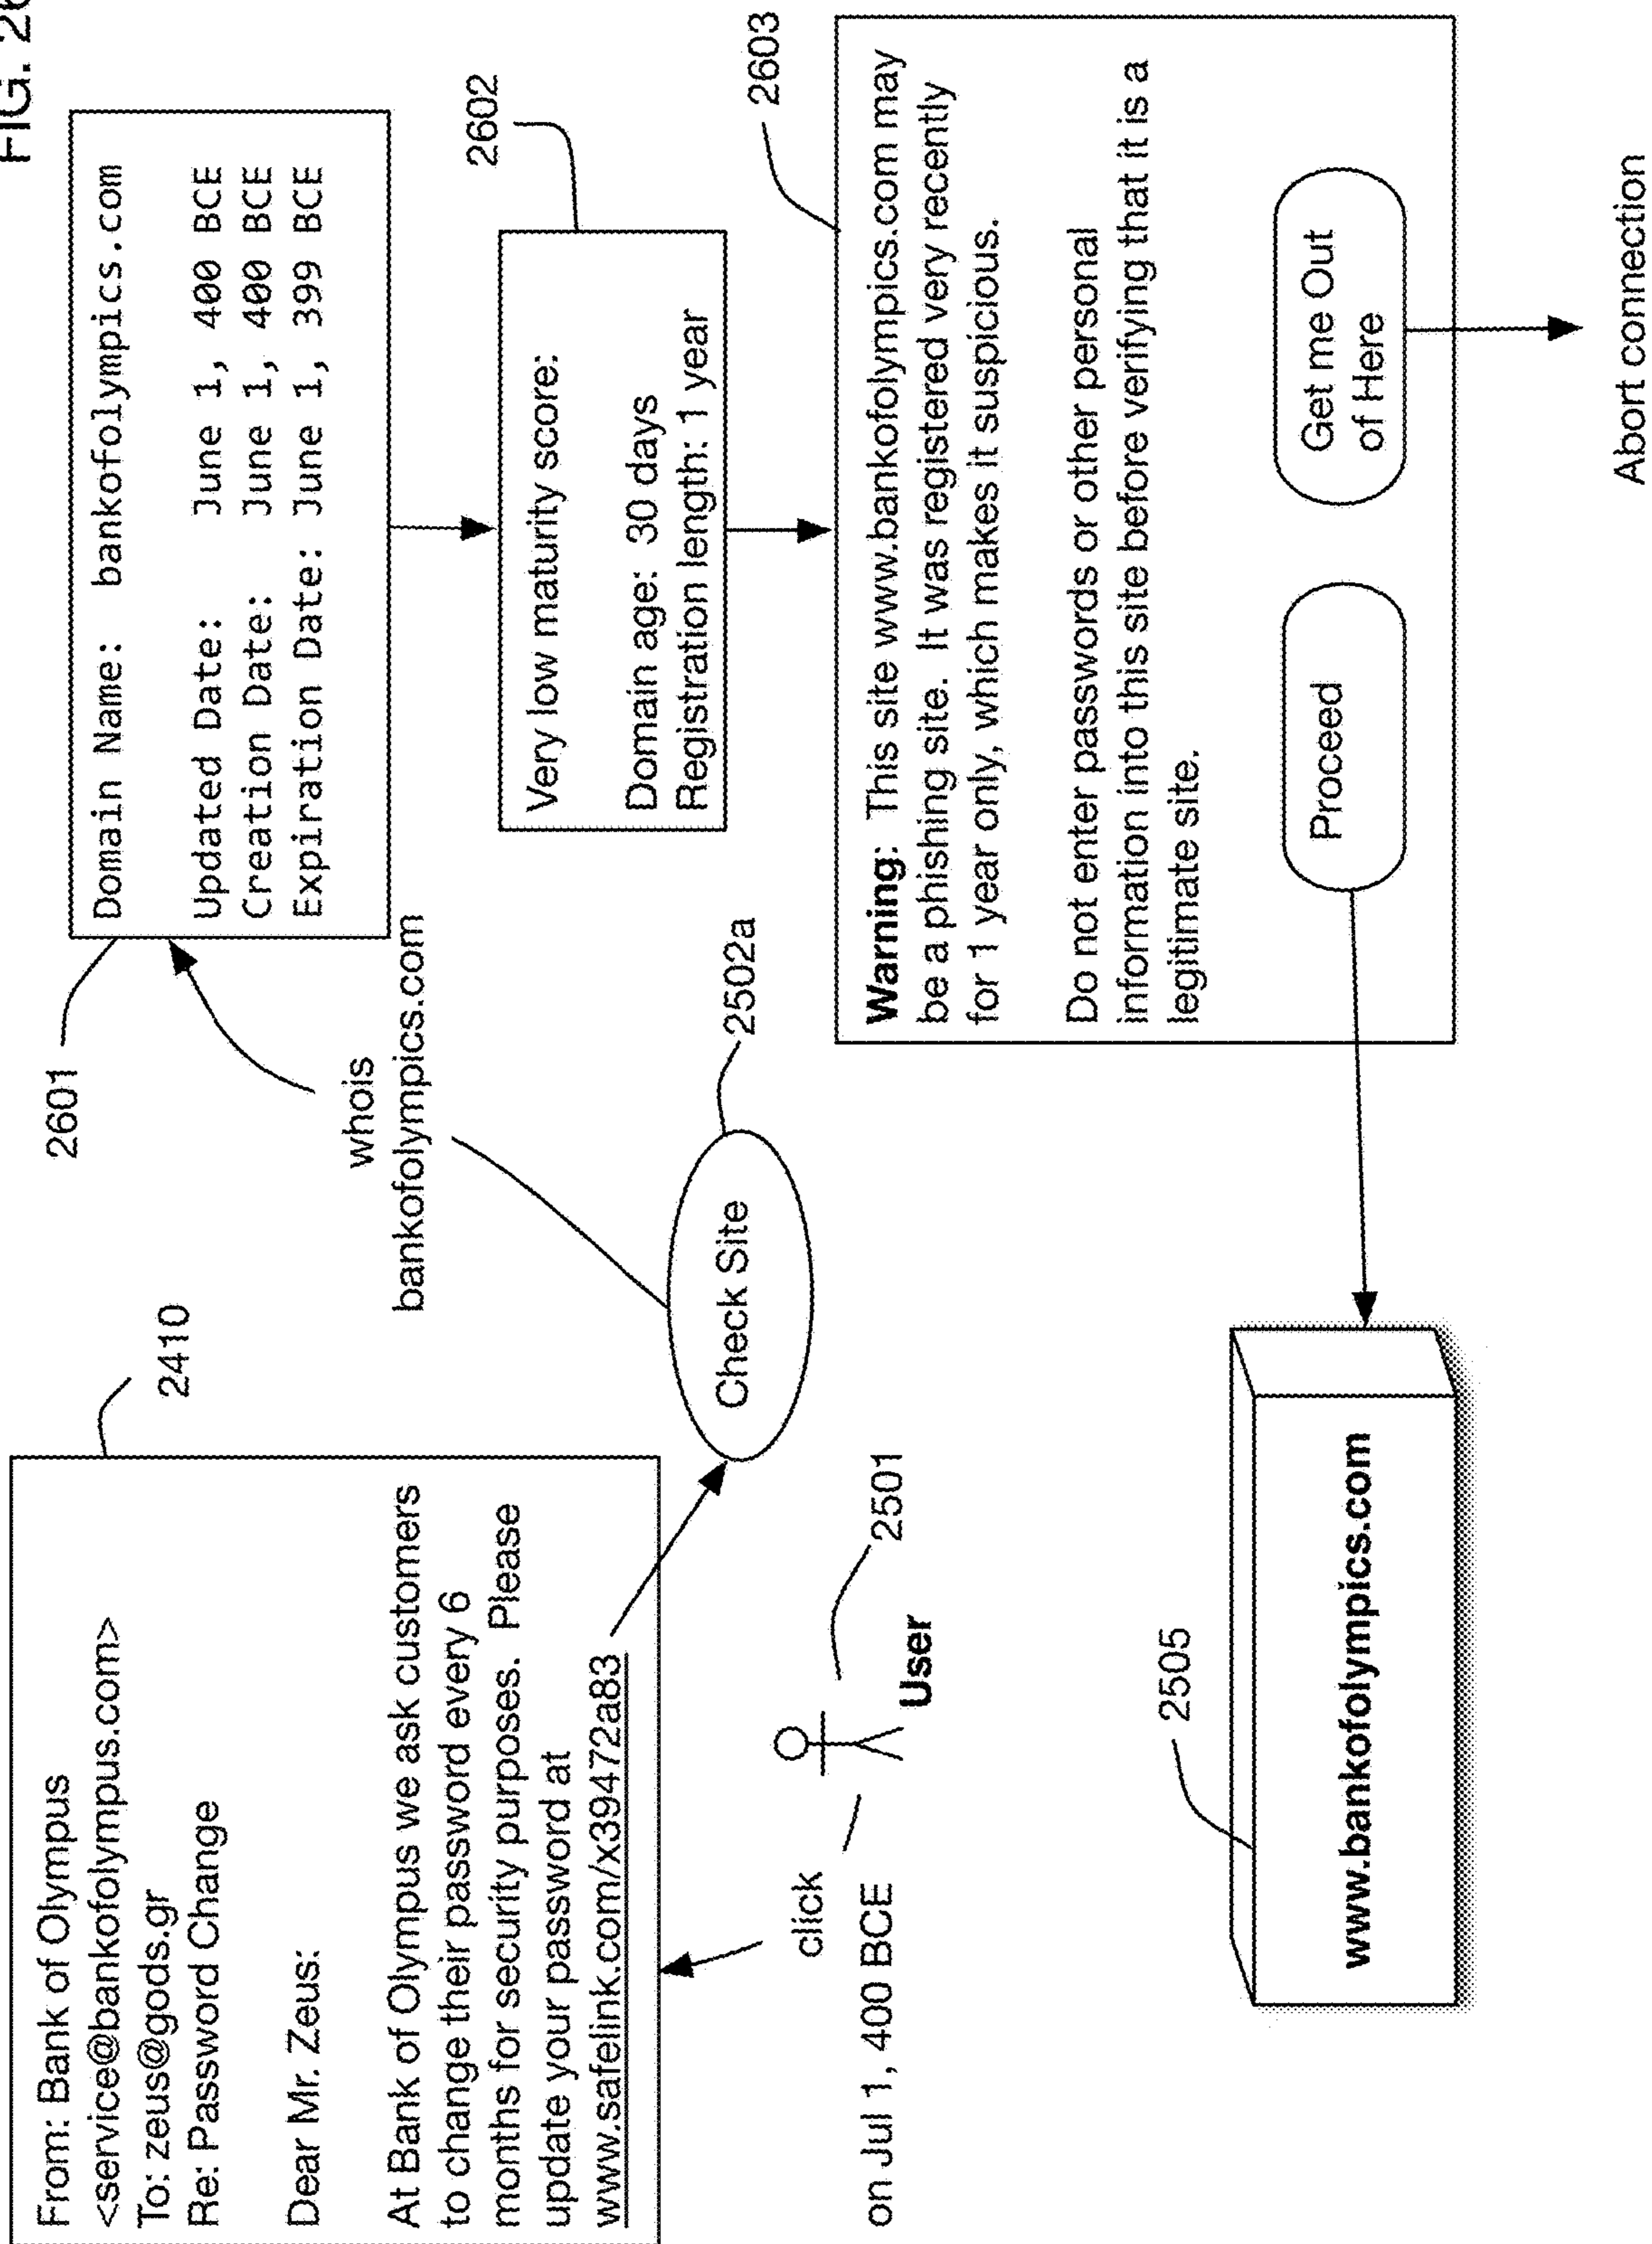 FIG. 26
2410
From: Bank of Olympus
<service@bankofolympus.com>
To: zeus@gods.gr
Re: Password Change
Dear Mr. Zeus:
At Bank of Olympus we ask customers
to change their password every 6
months for security purposes.  Please
update your password at
www.safelink.com/x39472a83
click
on Jul 1, 400 BCE
User
2501
Check Site
2502a
whois
bankofolympics.com
2601
Domain Name:  bankofolympics.com
Updated Date:    June 1, 400 BCE
Creation Date:   June 1, 400 BCE
Expiration Date: June 1, 399 BCE
2602
Very low maturity score:
Domain age:  30 days
Registration length: 1 year
2603
Warning:  This site www.bankofolympics.com may
be a phishing site.  It was registered very recently
for 1 year only, which makes it suspicious.
Do not enter passwords or other personal
information into this site before verifying that it is a
legitimate site.
Proceed
Get me Out
of Here
Abort connection
2505
www.bankofolympics.com